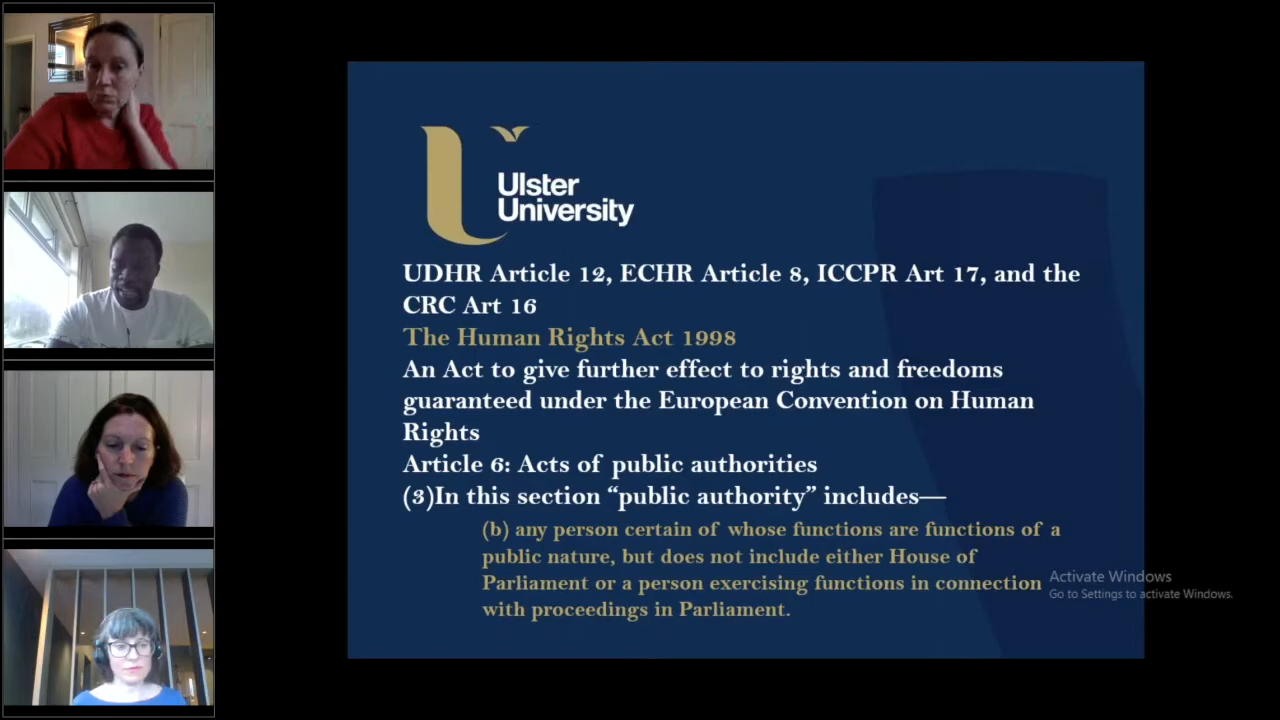 Ulster
University
UDHR Article 12, ECHR Article 8, ICCPR Art 17, and the
CRC Art 16
The Human Rights Act 1998
An Act to give further effect to rights and freedoms
guaranteed under the European Convention on Human
Rights
Article 6: Acts of public authorities
(3)In this section “public authority” includes—
(b) any person certain of whose functions are functions of a
public nature, but does not include either House of
Parliament or a person exercising functions in connection
with proceedings in Parliament.
Activate Windows
Go to Settings to activate Windows.